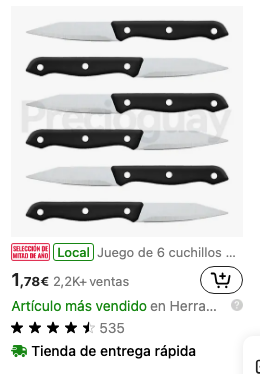 Precioguay
SELECCIÓN DE
MITAD DE AÑO
Local Juego de 6 cuchillos ...
1,78€ 2,2K+ ventas
Artículo más vendido en Herra... ?
535
Tienda de entrega rápida